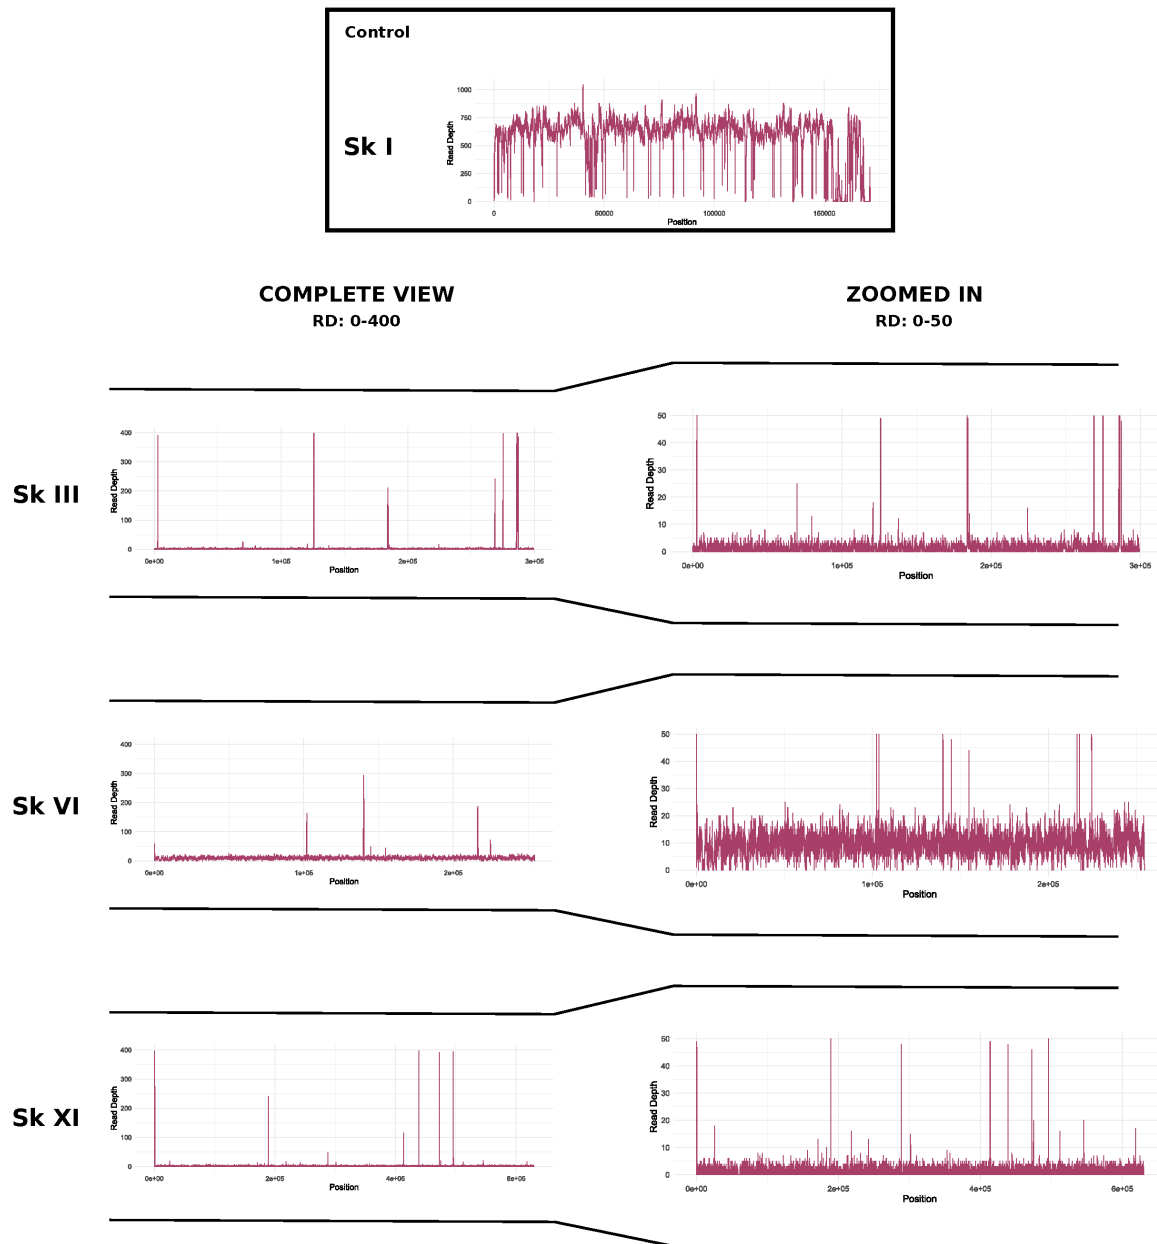 Control
Sk I
Read Depth
1000
750
500
250
0
0
50000
100000
150000
Position
COMPLETE VIEW
RD: 0-400
ZOOMED IN
RD: 0-50
Sk III
Read Depth
400
300
200
100
0
0e+00
1e+05
2e+05
3e+05
Position
Read Depth
50
40
30
20
10
0
0e+00
1e+05
2e+05
3e+05
Position
Sk VI
Read Depth
400
300
200
100
0
0e+00
1e+05
2e+05
Position
Read Depth
50
40
30
20
10
0
0e+00
1e+05
2e+05
Position
Sk XI
Read Depth
400
300
200
100
0
0e+00
2e+05
4e+05
6e+05
Position
Read Depth
50
40
30
20
10
0
0e+00
2e+05
4e+05
6e+05
Position